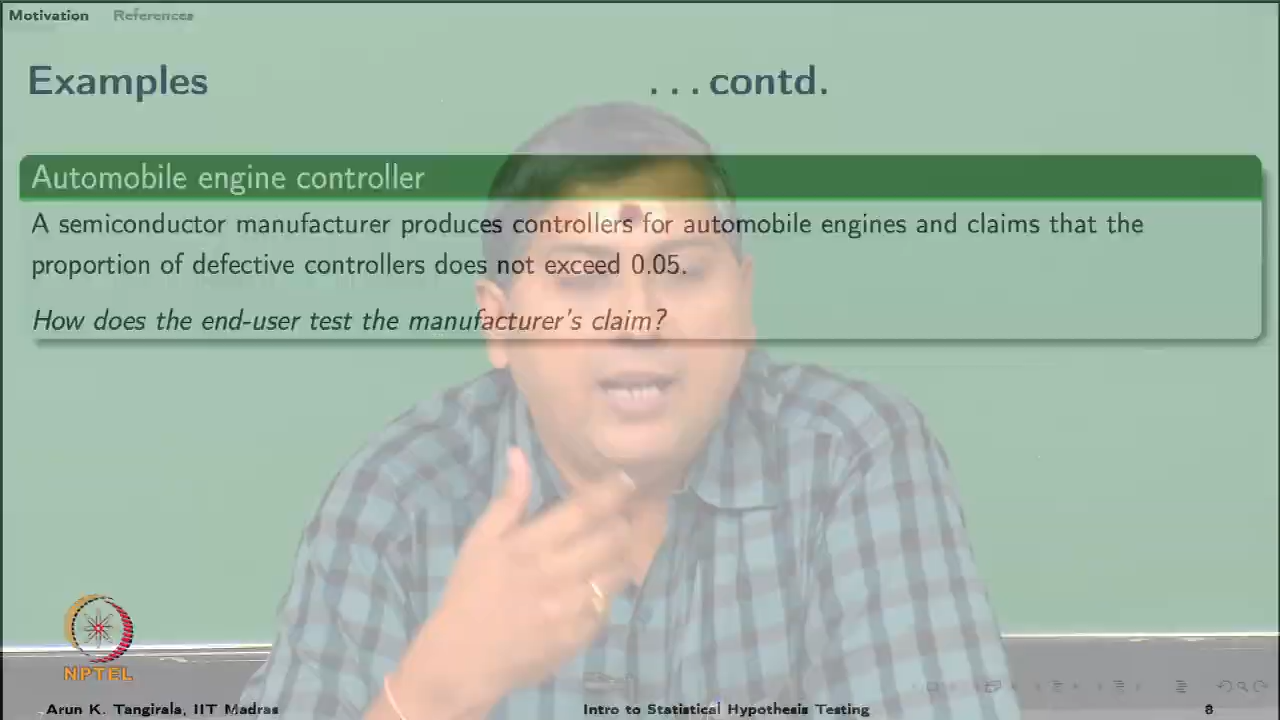 Motivation References
Examples ...contd.
Automobile engine controller
A semiconductor manufacturer produces controllers for automobile engines and claims that the
proportion of defective controllers does not exceed 0.05.
How does the end-user test the manufacturer's claim?
NPTEL
Arun K. Tangirala, IIT Madras Intro to Statistical Hypothesis Testing 8